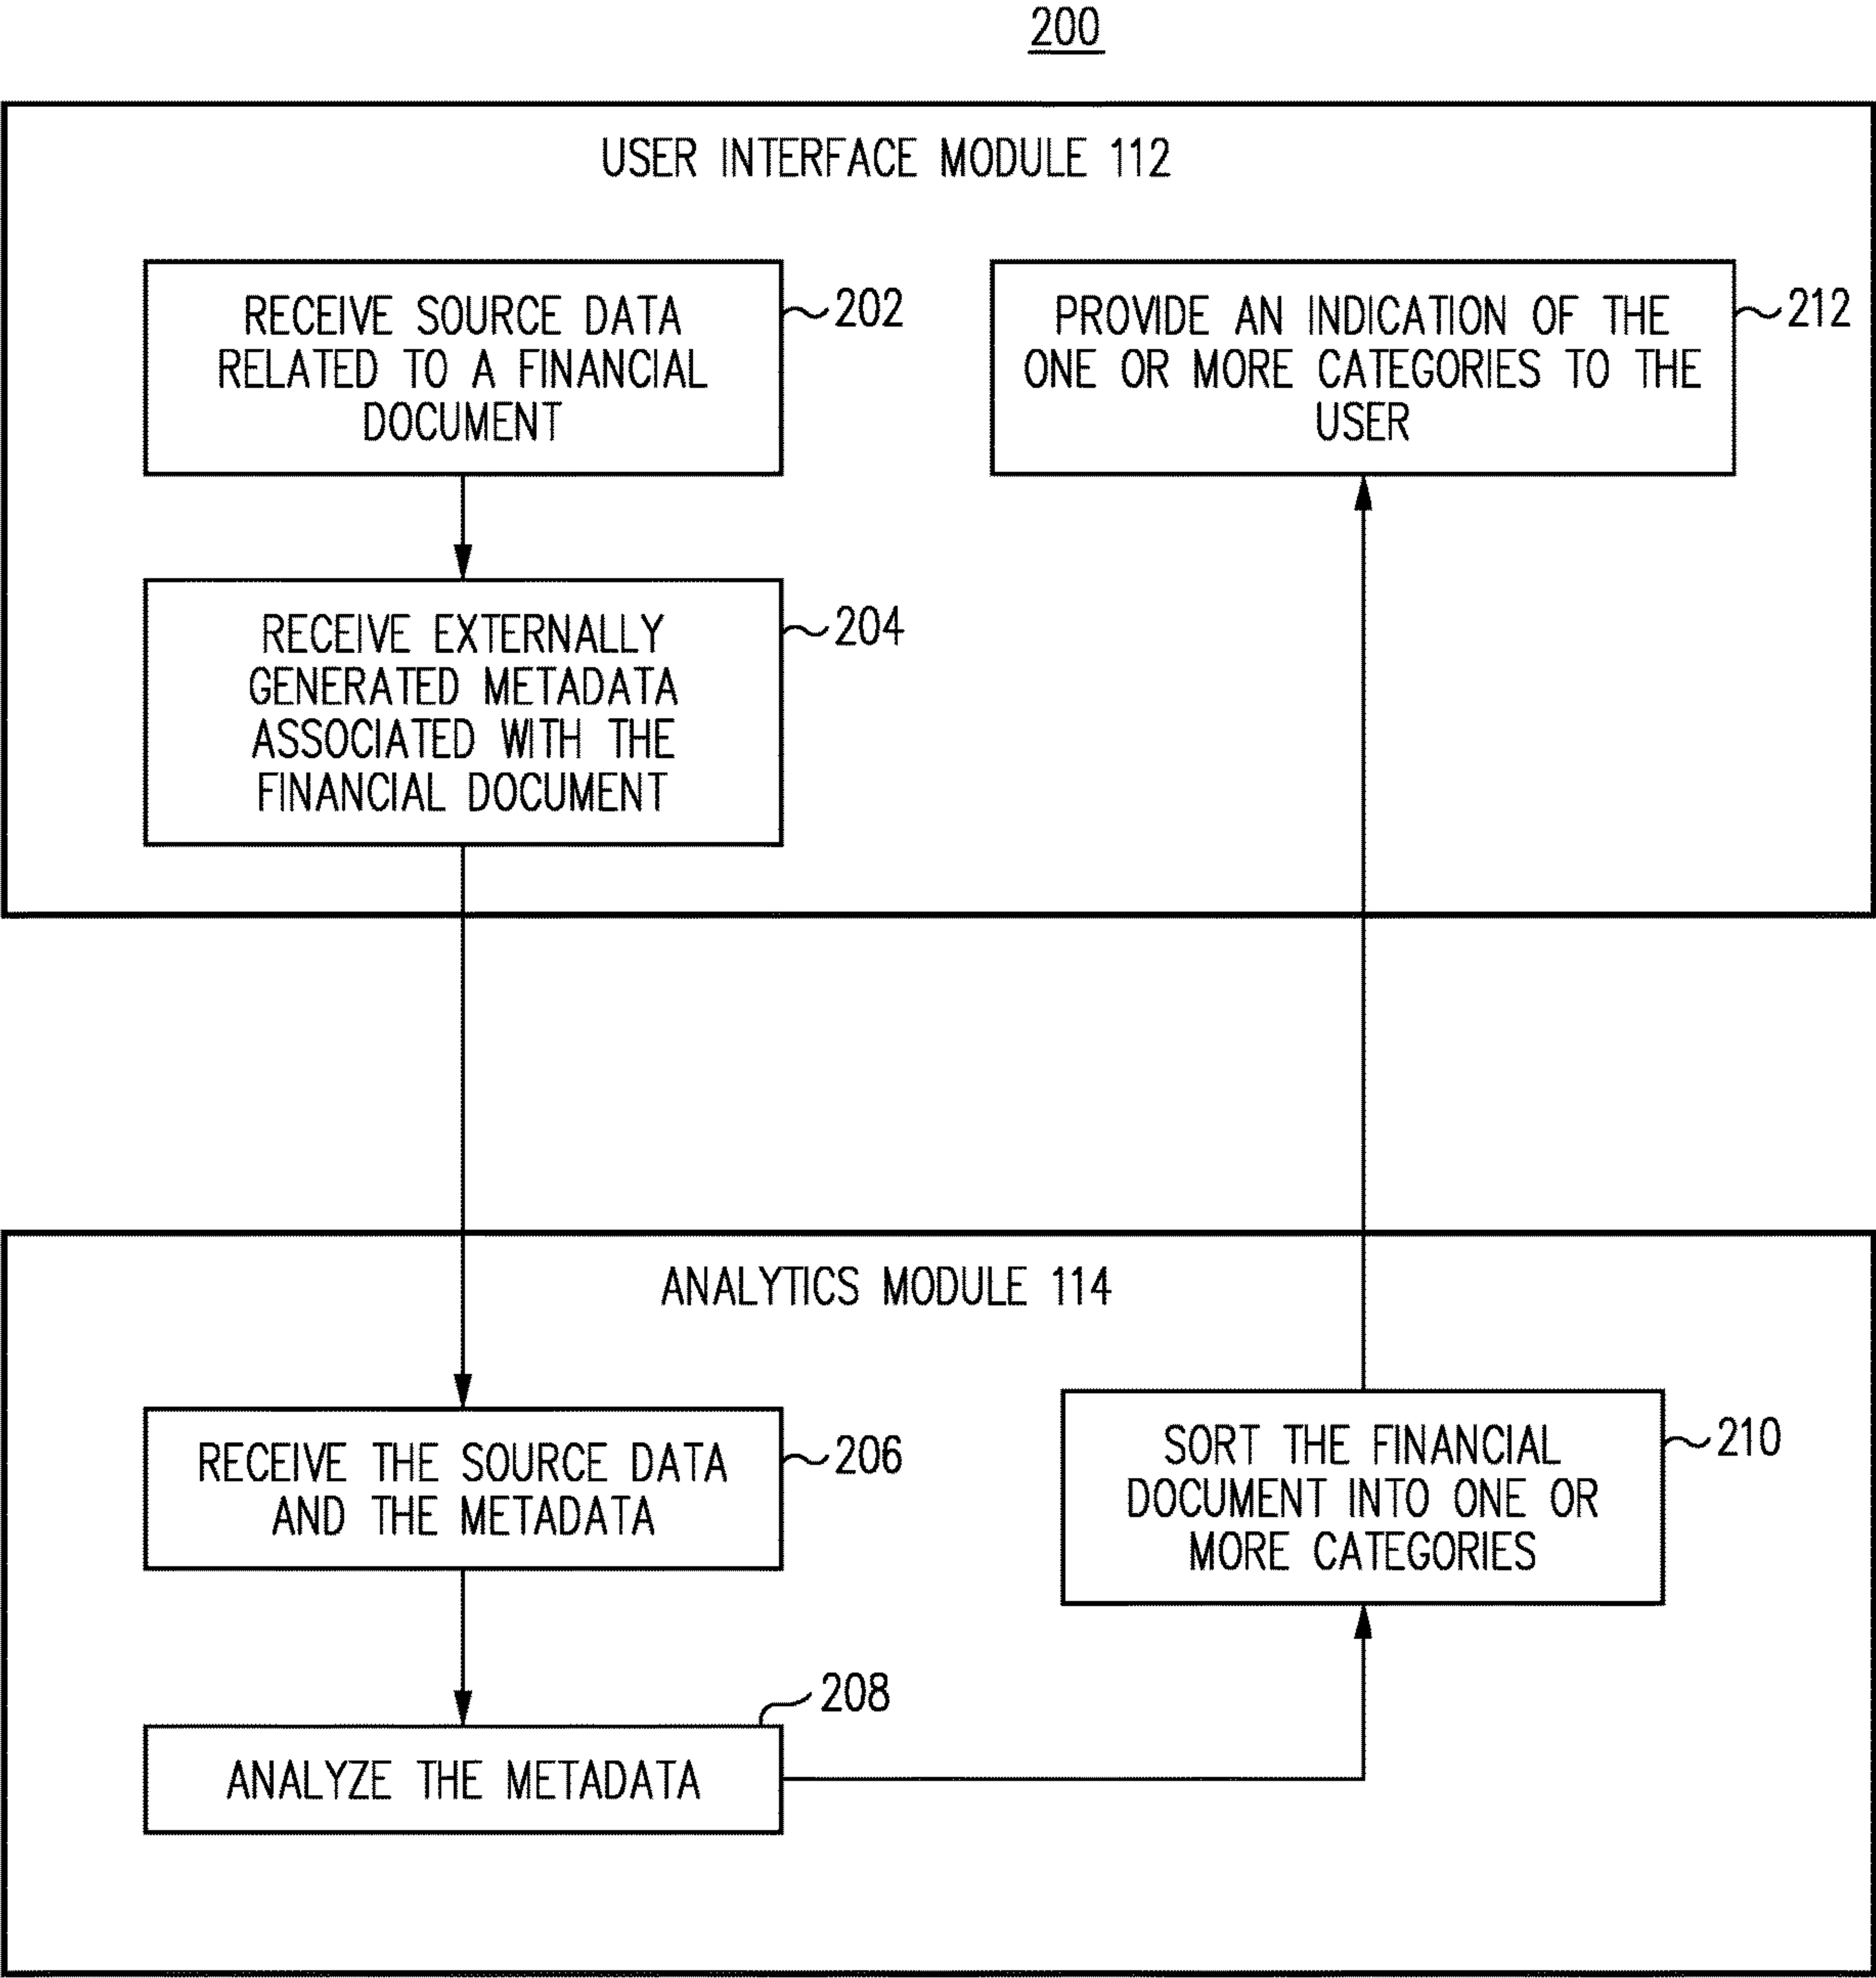 200
USER INTERFACE MODULE 112
RECEIVE SOURCE DATA
RELATED TO A FINANCIAL
DOCUMENT
202
RECEIVE EXTERNALLY
GENERATED METADATA
ASSOCIATED WITH THE
FINANCIAL DOCUMENT
204
PROVIDE AN INDICATION OF THE
ONE OR MORE CATEGORIES TO THE
USER
212
ANALYTICS MODULE 114
RECEIVE THE SOURCE DATA
AND THE METADATA
206
ANALYZE THE METADATA
208
SORT THE FINANCIAL
DOCUMENT INTO ONE OR
MORE CATEGORIES
210